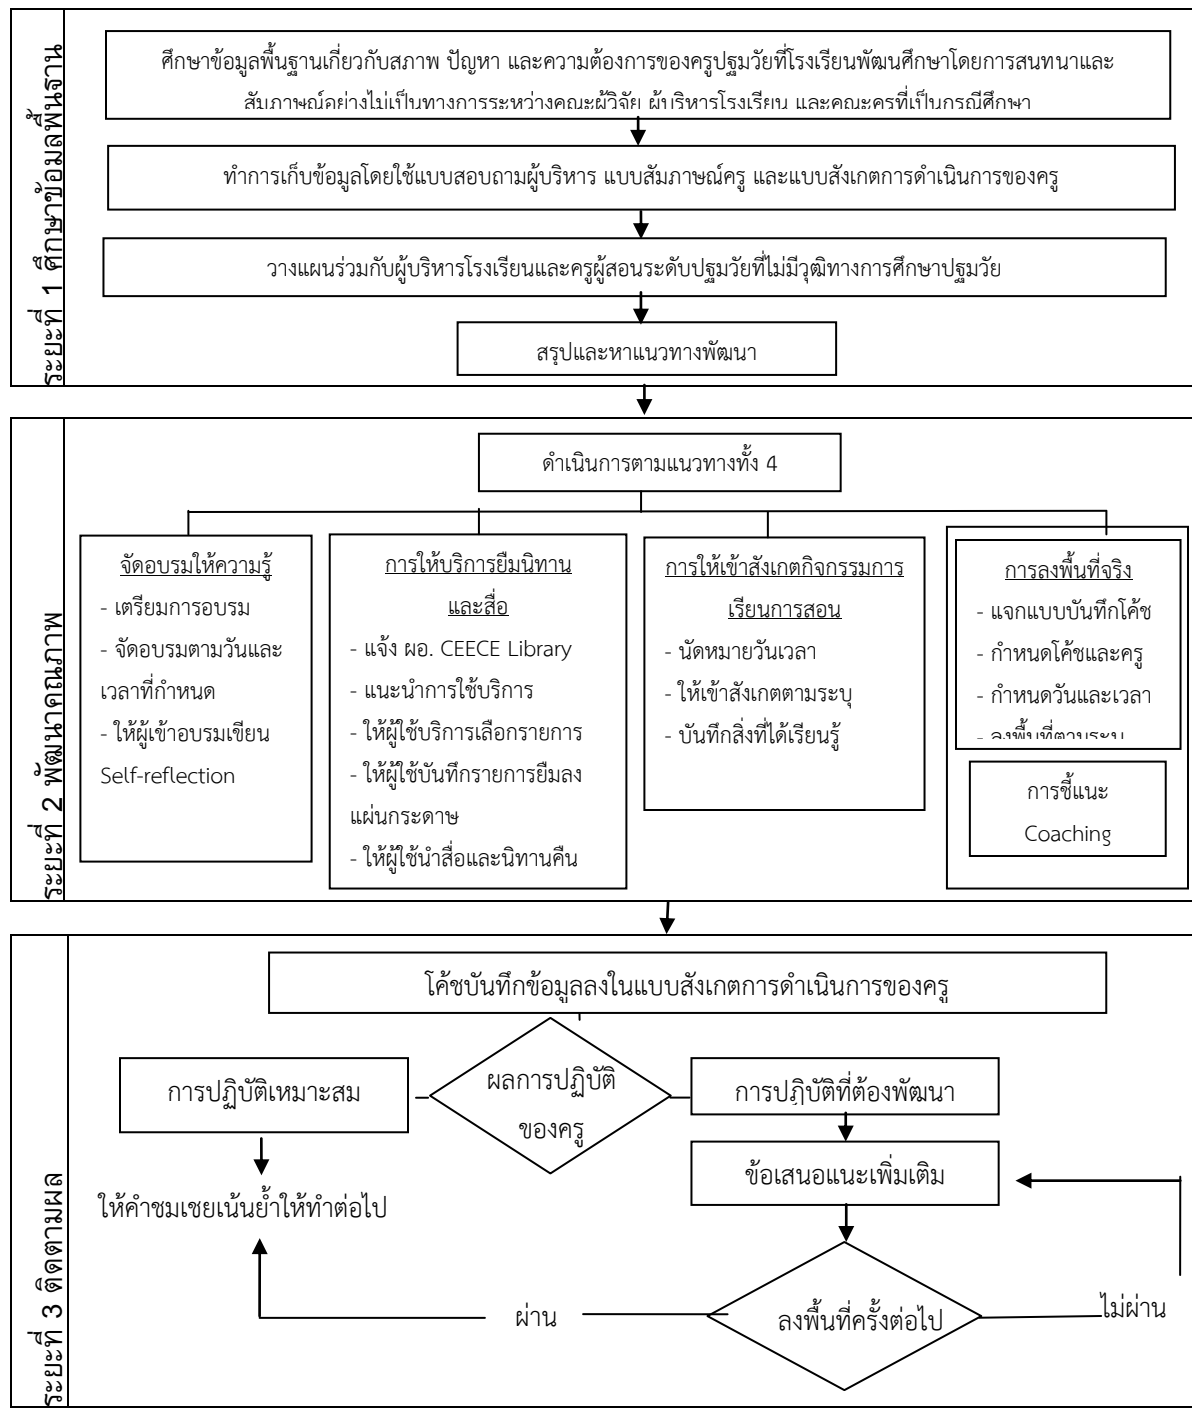 ระยะที่ 1 ศึกษาข้อมูลพื้นฐาน
ศึกษาข้อมูลพื้นฐานเกี่ยวกับสภาพ ปัญหา และความต้องการของครูปฐมวัยที่โรงเรียนพัฒนศึกษาโดยการสนทนาและ
สัมภาษณ์อย่างไม่เป็นทางการระหว่างคณะผู้วิจัย ผู้บริหารโรงเรียน และคณะครูที่เป็นกรณีศึกษา
ทำการเก็บข้อมูลโดยใช้แบบสอบถามผู้บริหาร แบบสัมภาษณ์ครู และแบบสังเกตการดำเนินการของครู
วางแผนร่วมกับผู้บริหารโรงเรียนและครูผู้สอนระดับปฐมวัยที่ไม่มีวุฒิทางการศึกษาปฐมวัย
สรุปและหาแนวทางพัฒนา
ระยะที่ 2 พัฒนาคุณภาพ
ดำเนินการตามแนวทางทั้ง 4
จัดอบรมให้ความรู้
- เตรียมการอบรม
- จัดอบรมตามวันและ
เวลาที่กำหนด
- ให้ผู้เข้าอบรมเขียน
Self-reflection
การให้บริการยืมนิทาน
และสื่อ
- แจ้ง ผอ. CEECE Library
- แนะนำการใช้บริการ
- ให้ผู้ใช้บริการเลือกรายการ
- ให้ผู้ใช้บันทึกรายการยืมลง
แผ่นกระดาษ
- ให้ผู้ใช้นำสื่อและนิทานคืน
การให้เข้าสังเกตกิจกรรมการ
เรียนการสอน
- นัดหมายวันเวลา
- ให้เข้าสังเกตตามระบุ
- บันทึกสิ่งที่ได้เรียนรู้
การลงพื้นที่จริง
- แจกแบบบันทึกโค้ช
- กำหนดโค้ชและครู
- กำหนดวันและเวลา
- ลงพื้นที่ตามระบุ
การชี้แนะ
Coaching
ระยะที่ 3 ติดตามผล
โค้ชบันทึกข้อมูลลงในแบบสังเกตการดำเนินการของครู
ผลการปฏิบัติ
ของครู
การปฏิบัติเหมาะสม
การปฏิบัติที่ต้องพัฒนา
ข้อเสนอแนะเพิ่มเติม
ให้คำชมเชยเน้นย้ำให้ทำต่อไป
ผ่าน
ลงพื้นที่ครั้งต่อไป
ไม่ผ่าน